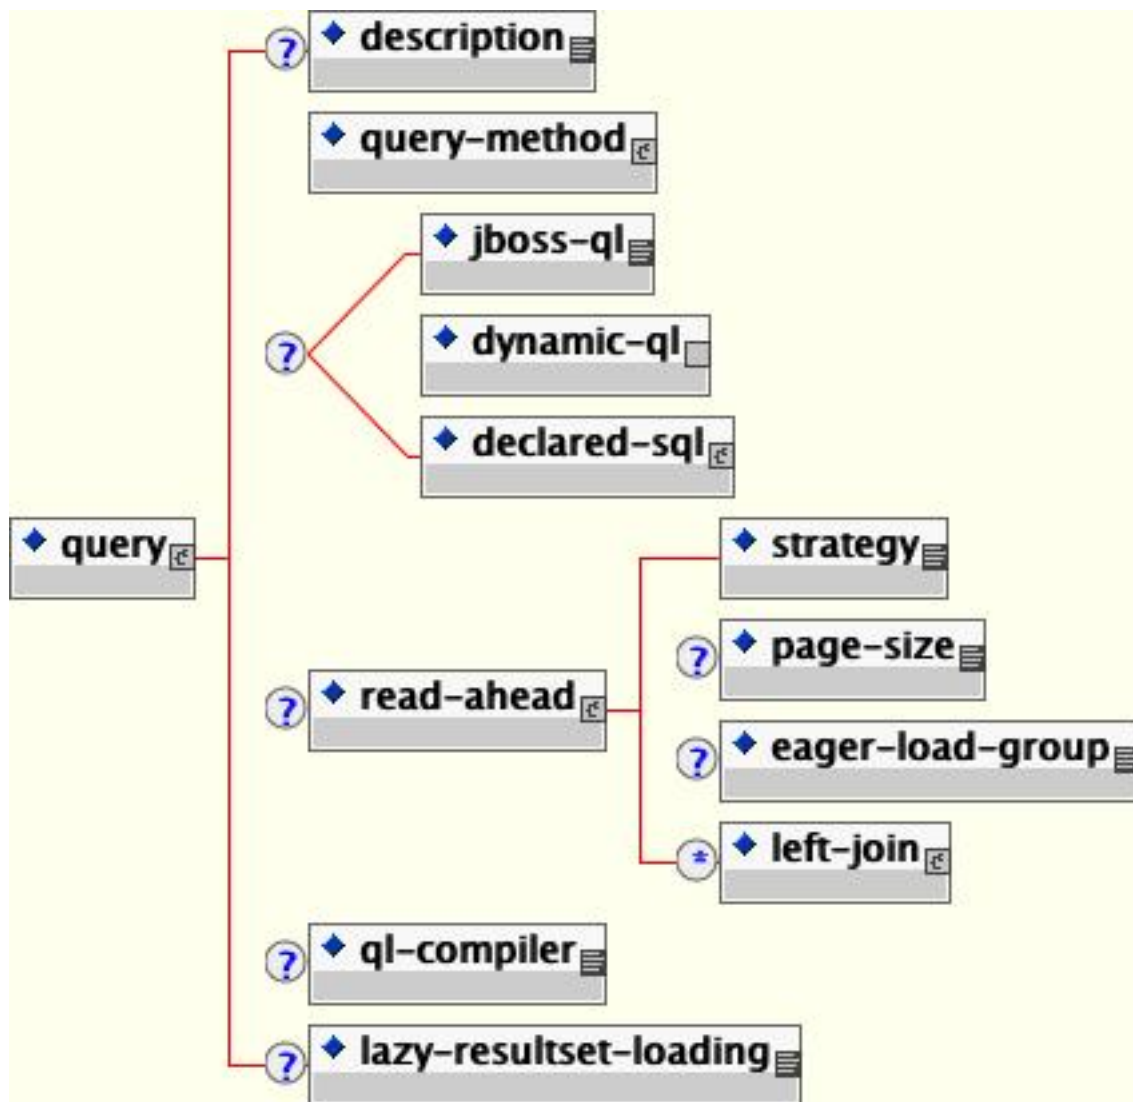 ? description
query-method
jboss-ql
? dynamic-ql
declared-sql
query
strategy
? page-size
? read-ahead
? eager-load-group
* left-join
? ql-compiler
? lazy-resultset-loading